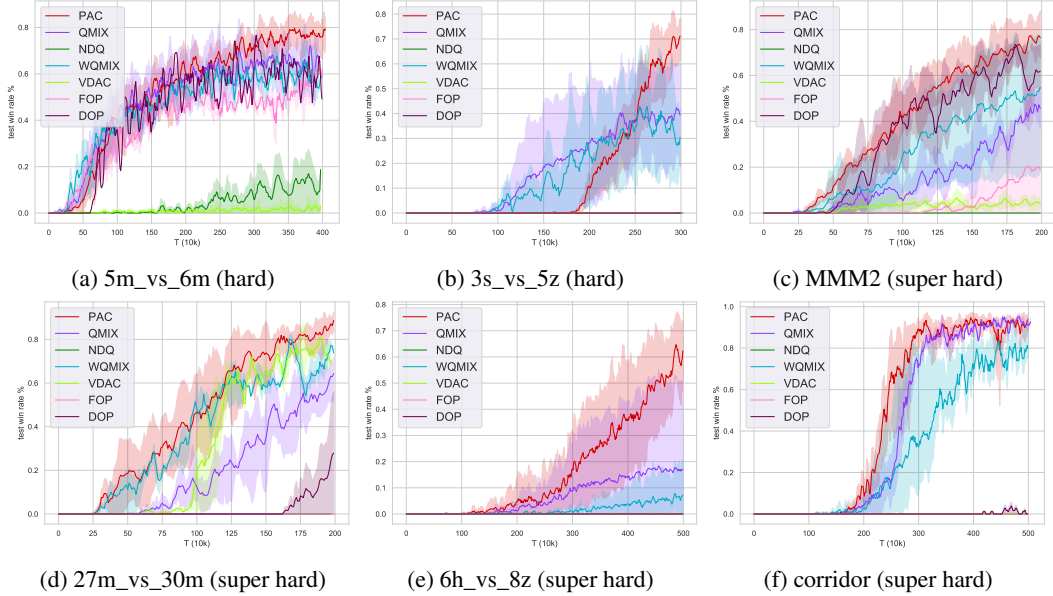 PAC
QMIX
NDQ
WQMIX
VDAC
FOP
DOP
0.8
0.6
0.4
0.2
0.0
test win rate %
0 50 100 150 200 250 300 350 400
T (10k)
(a) 5m_vs_6m (hard)
PAC
QMIX
NDQ
WQMIX
VDAC
FOP
DOP
0.8
0.7
0.6
0.5
0.4
0.3
0.2
0.1
0.0
test win rate %
0 50 100 150 200 250 300
T (10k)
(b) 3s_vs_5z (hard)
PAC
QMIX
NDQ
WQMIX
VDAC
FOP
DOP
0.8
0.6
0.4
0.2
0.0
test win rate %
0 25 50 75 100 125 150 175 200
T (10k)
(c) MMM2 (super hard)
PAC
QMIX
NDQ
WQMIX
VDAC
FOP
DOP
0.8
0.6
0.4
0.2
0.0
test win rate %
0 25 50 75 100 125 150 175 200
T (10k)
(d) 27m_vs_30m (super hard)
PAC
QMIX
NDQ
WQMIX
VDAC
FOP
DOP
0.8
0.7
0.6
0.5
0.4
0.3
0.2
0.1
0.0
test win rate %
0 100 200 300 400 500
T (10k)
(e) 6h_vs_8z (super hard)
PAC
QMIX
NDQ
WQMIX
VDAC
FOP
DOP
1.0
0.8
0.6
0.4
0.2
0.0
test win rate %
0 100 200 300 400 500
T (10k)
(f) corridor (super hard)